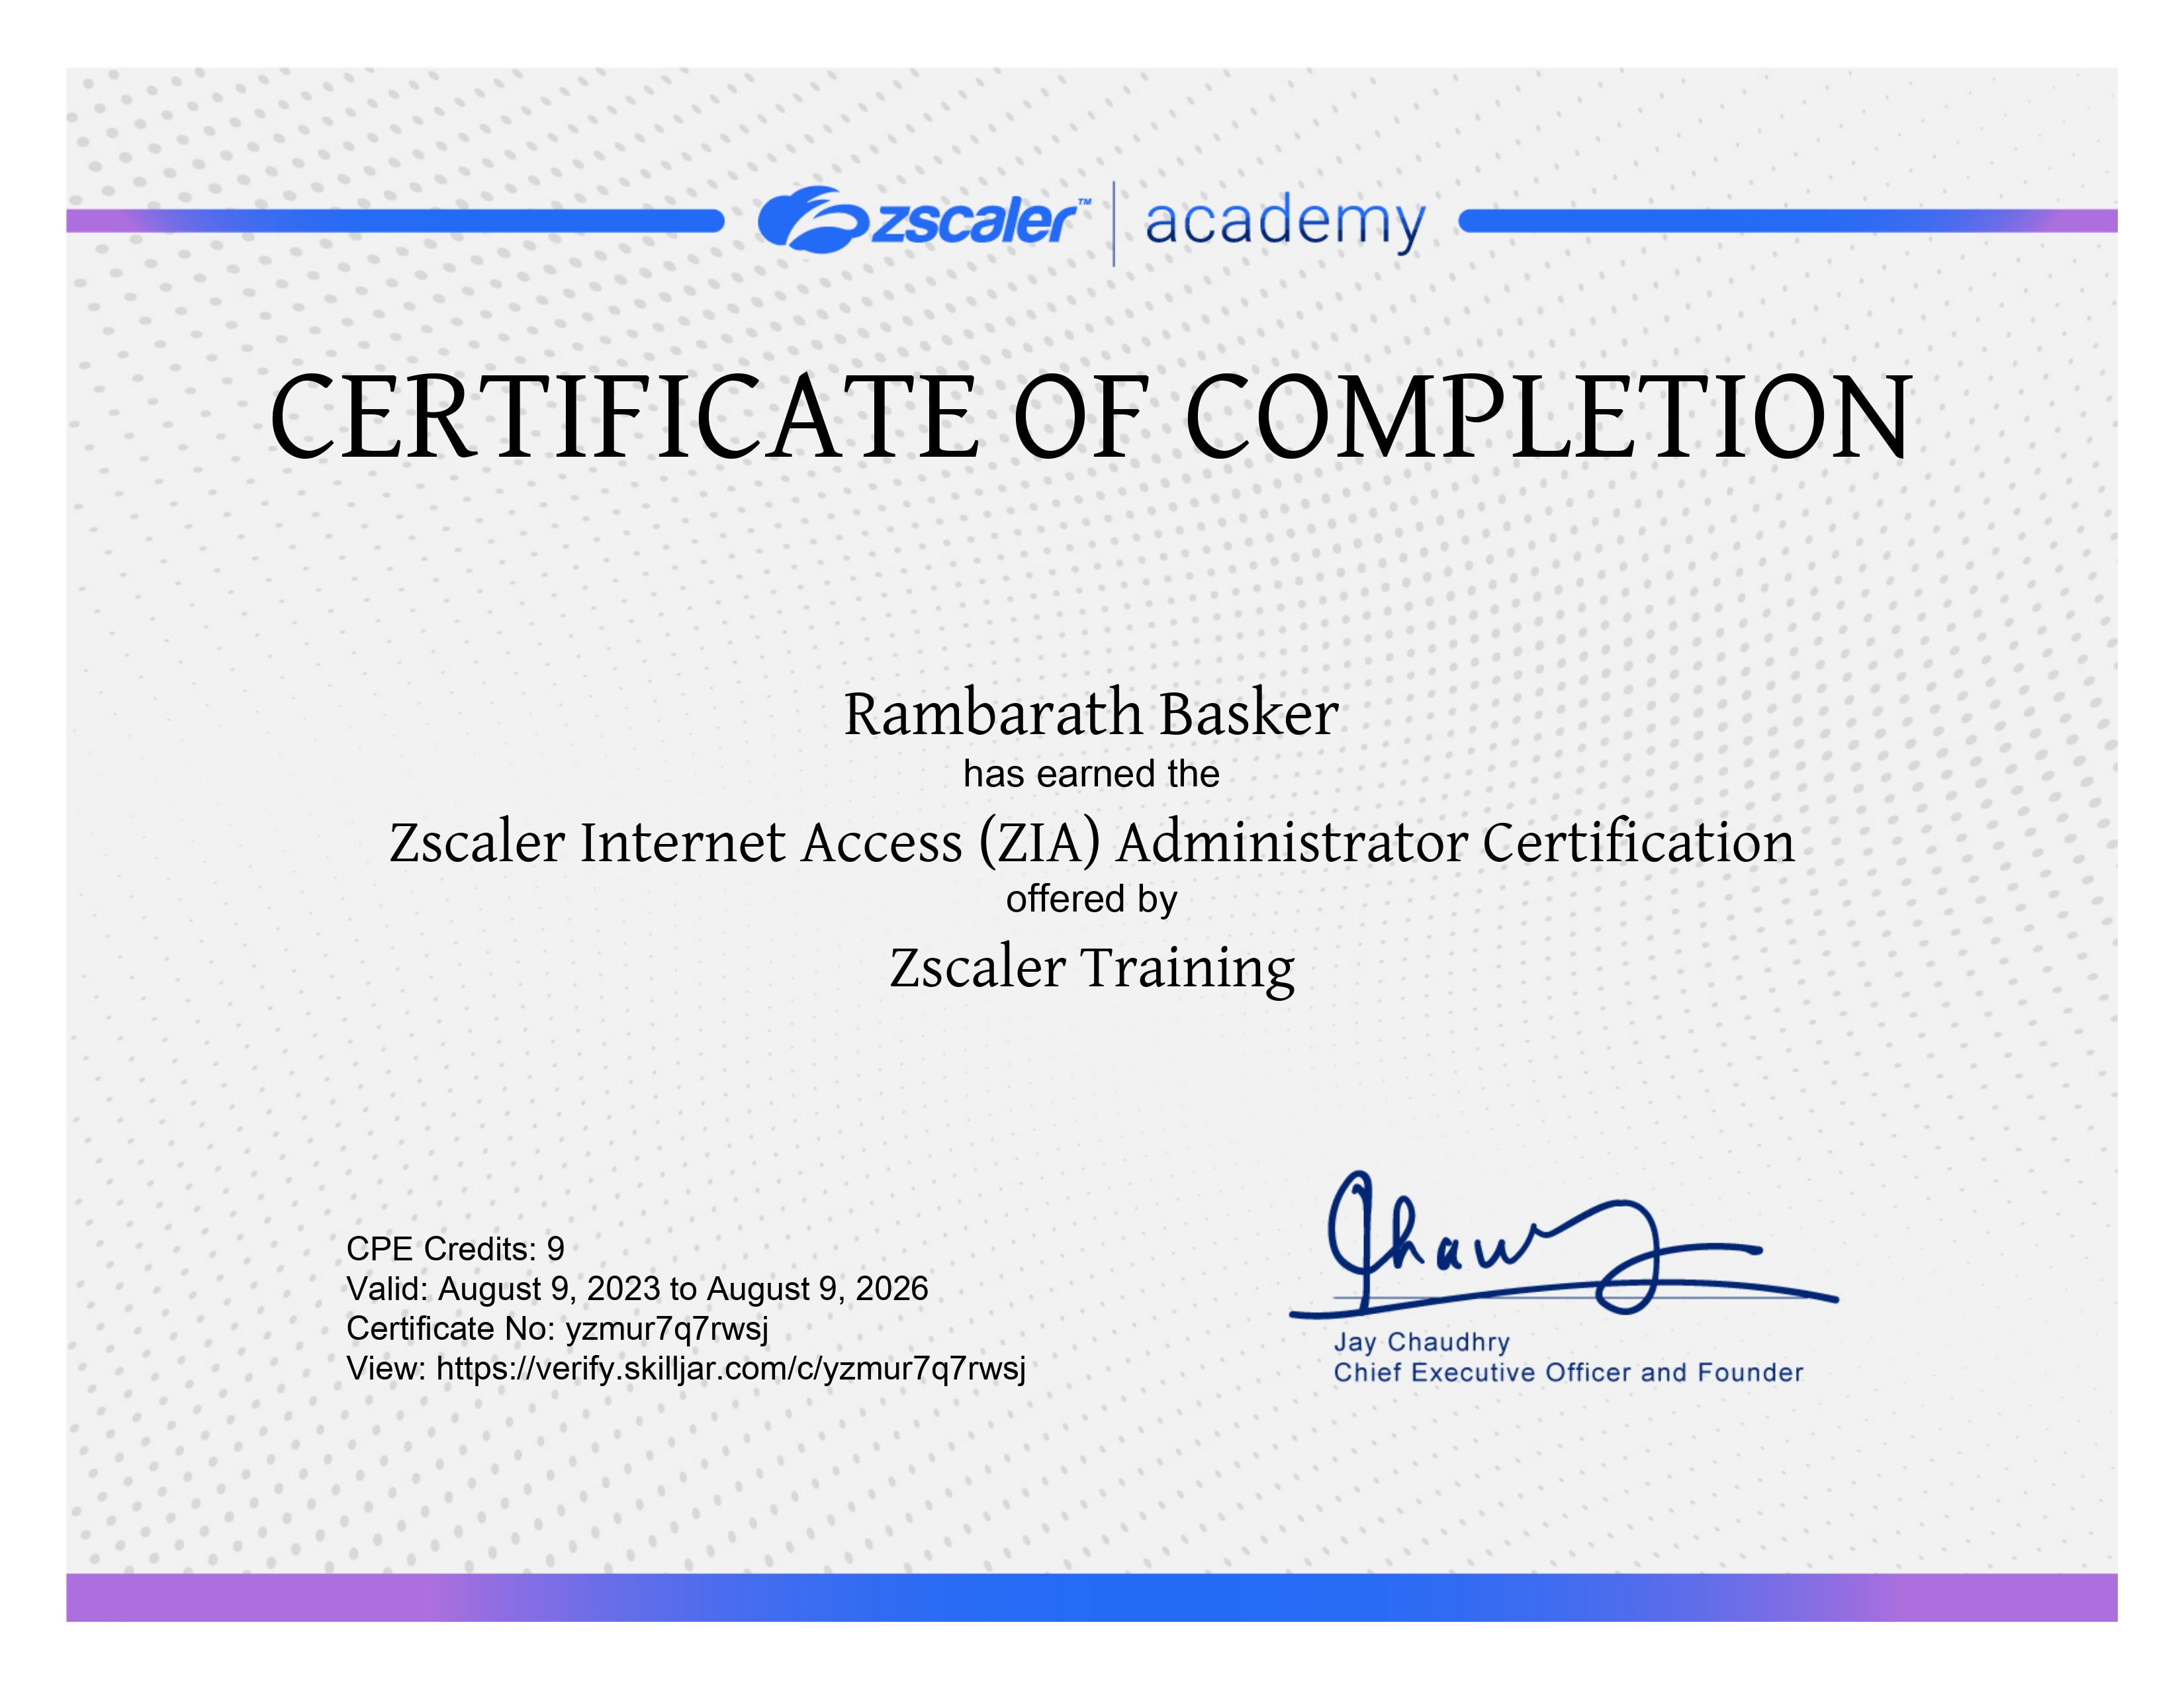 zscaler™ | academy
CERTIFICATE OF COMPLETION
Rambarath Basker
has earned the
Zscaler Internet Access (ZIA) Administrator Certification
offered by
Zscaler Training
CPE Credits: 9
Valid: August 9, 2023 to August 9, 2026
Certificate No: yzmur7q7rwsj
View: https://verify.skilljar.com/c/yzmur7q7rwsj
Jay Chaudhry
Chief Executive Officer and Founder